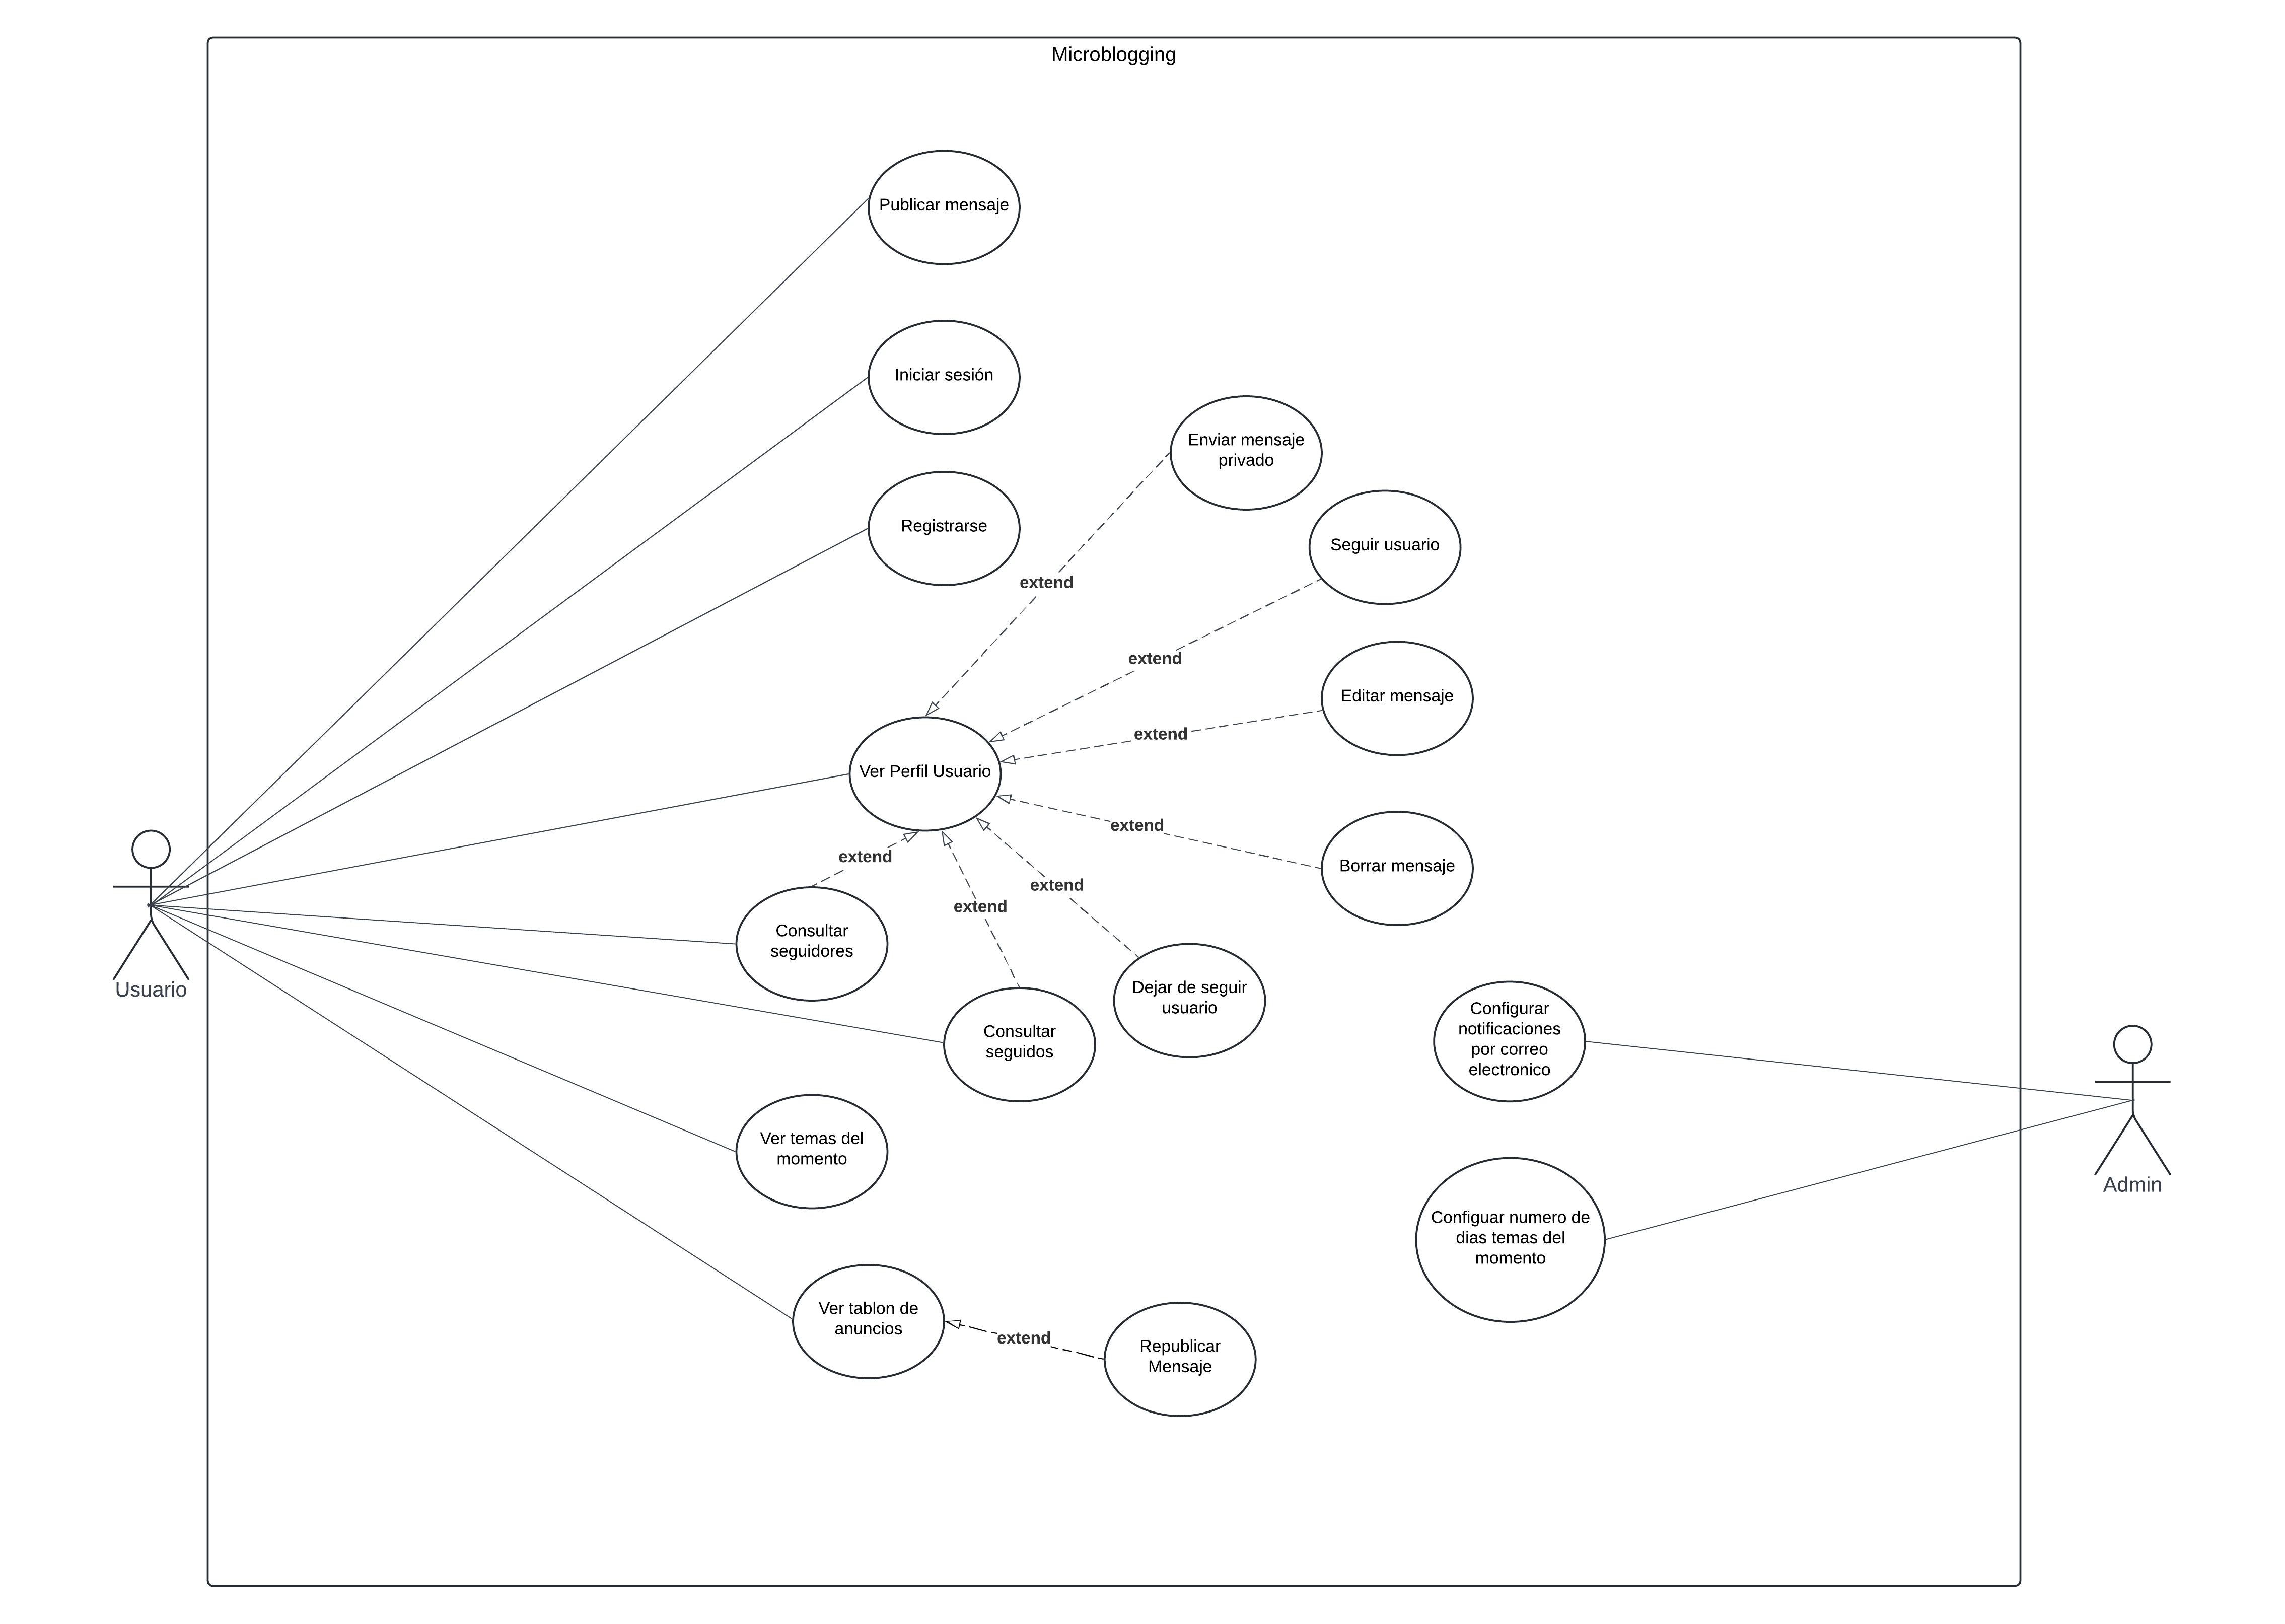 Microblogging
Publicar mensaje
Iniciar sesión
Enviar mensaje
privado
Registrarse
Seguir usuario
extend
extend
Editar mensaje
extend
Ver Perfil Usuario
extend
Borrar mensaje
extend
extend
extend
Consultar
seguidores
Usuario
Dejar de seguir
usuario
Consultar
seguidos
Configurar
notificaciones
por correo
electronico
Ver temas del
momento
Admin
Configuar numero de
dias temas del
momento
Ver tablon de
anuncios
extend
Republicar
Mensaje